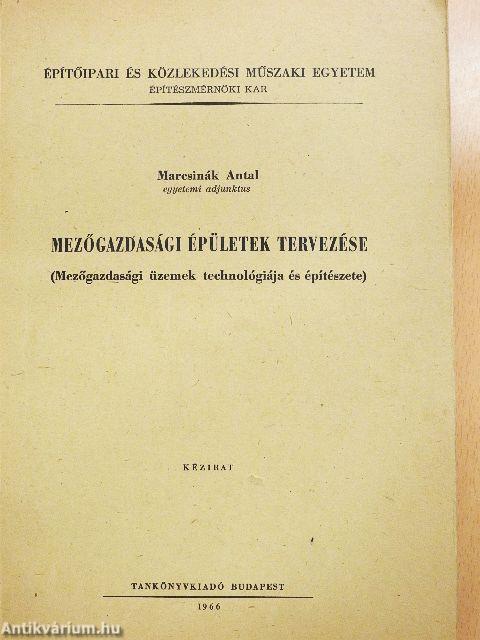 ÉPÍTŐIPARI ÉS KÖZLEKEDÉSI MŰSZAKI EGYETEM
ÉPÍTÉSZMÉRNÖKI KAR
Marcsinák Antal
egyetemi adjunktus
MEZŐGAZDASÁGI ÉPÜLETEK TERVEZÉSE
(Mezőgazdasági üzemek technológiája és építészete)
KÉZIRAT
TANKÖNYVKIADÓ BUDAPEST
1966
Antikvárium.hu